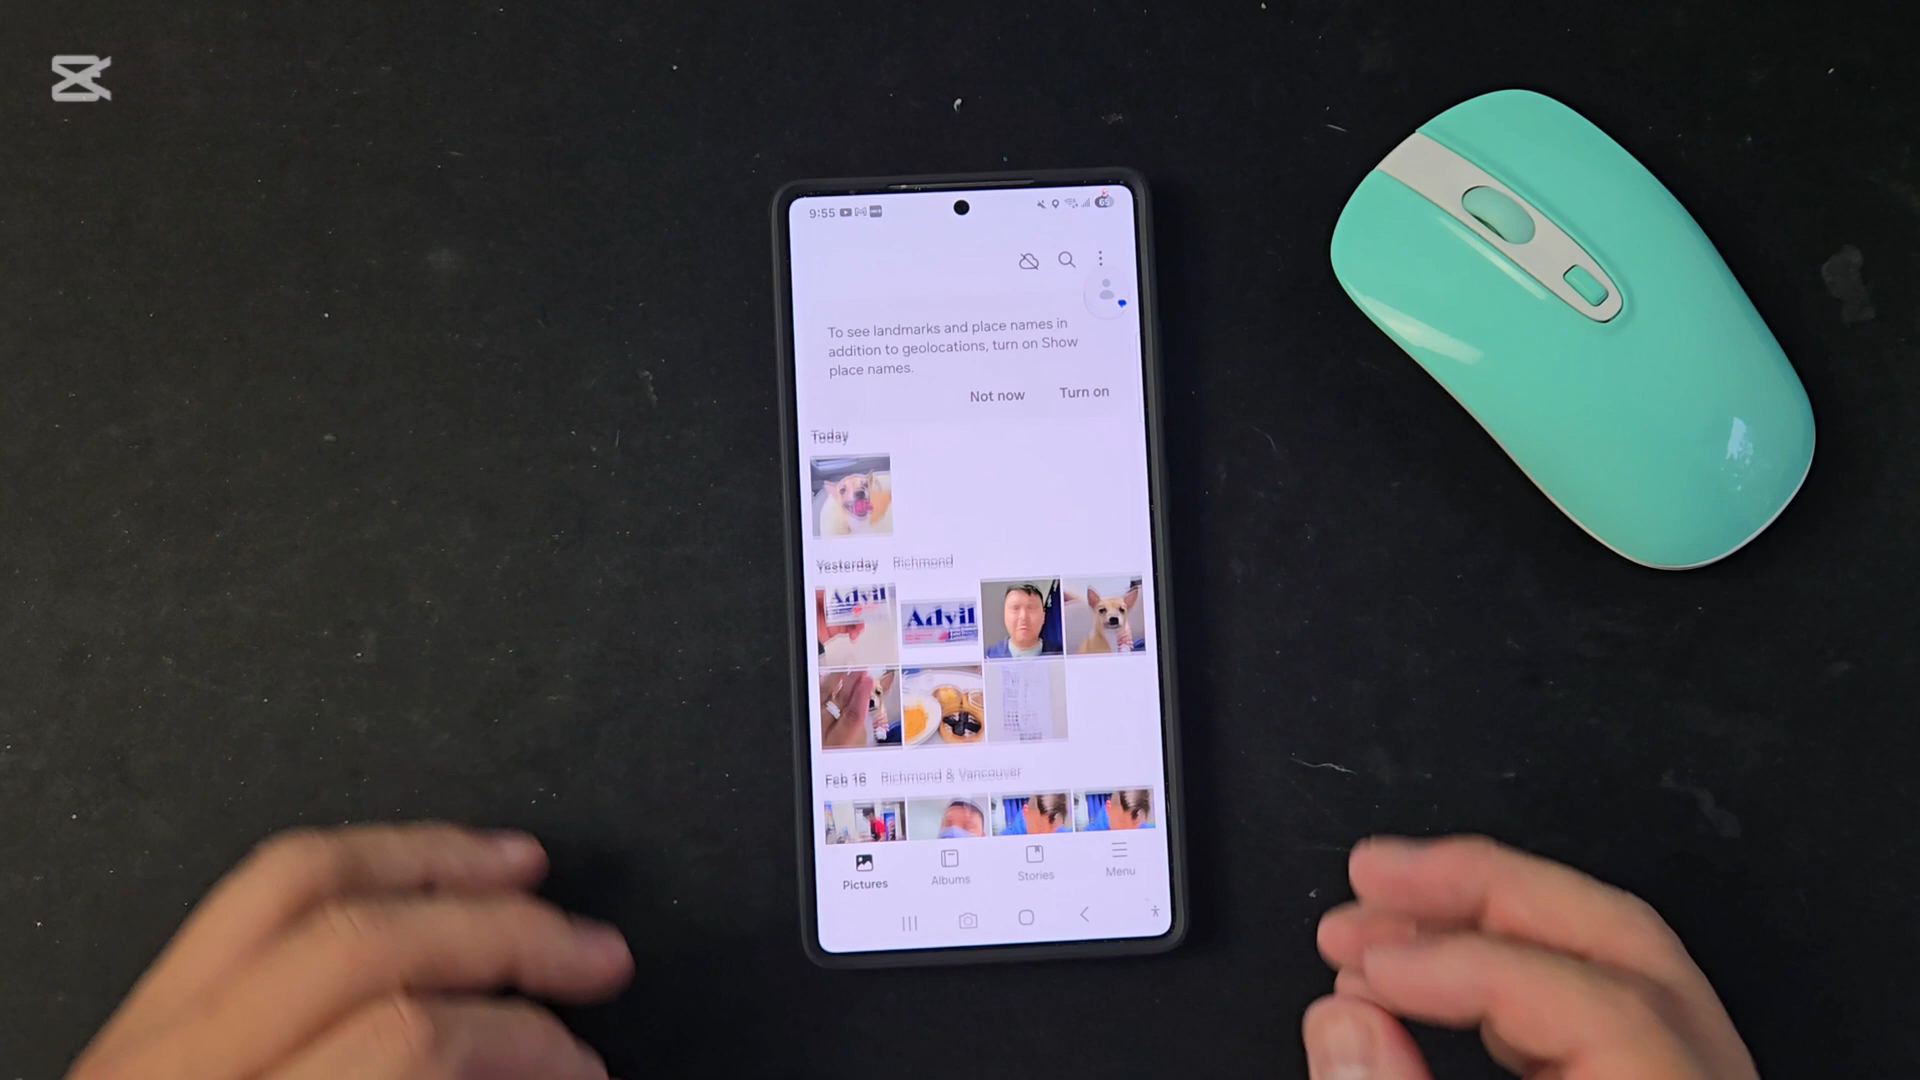 9:55
To see landmarks and place names in
addition to geolocations, turn on Show
place names.
Not now Turn on
Today
Yesterday Richmond
Advil
Advil
Feb 16 Richmond & Vancouver
Pictures Albums Stories Menu